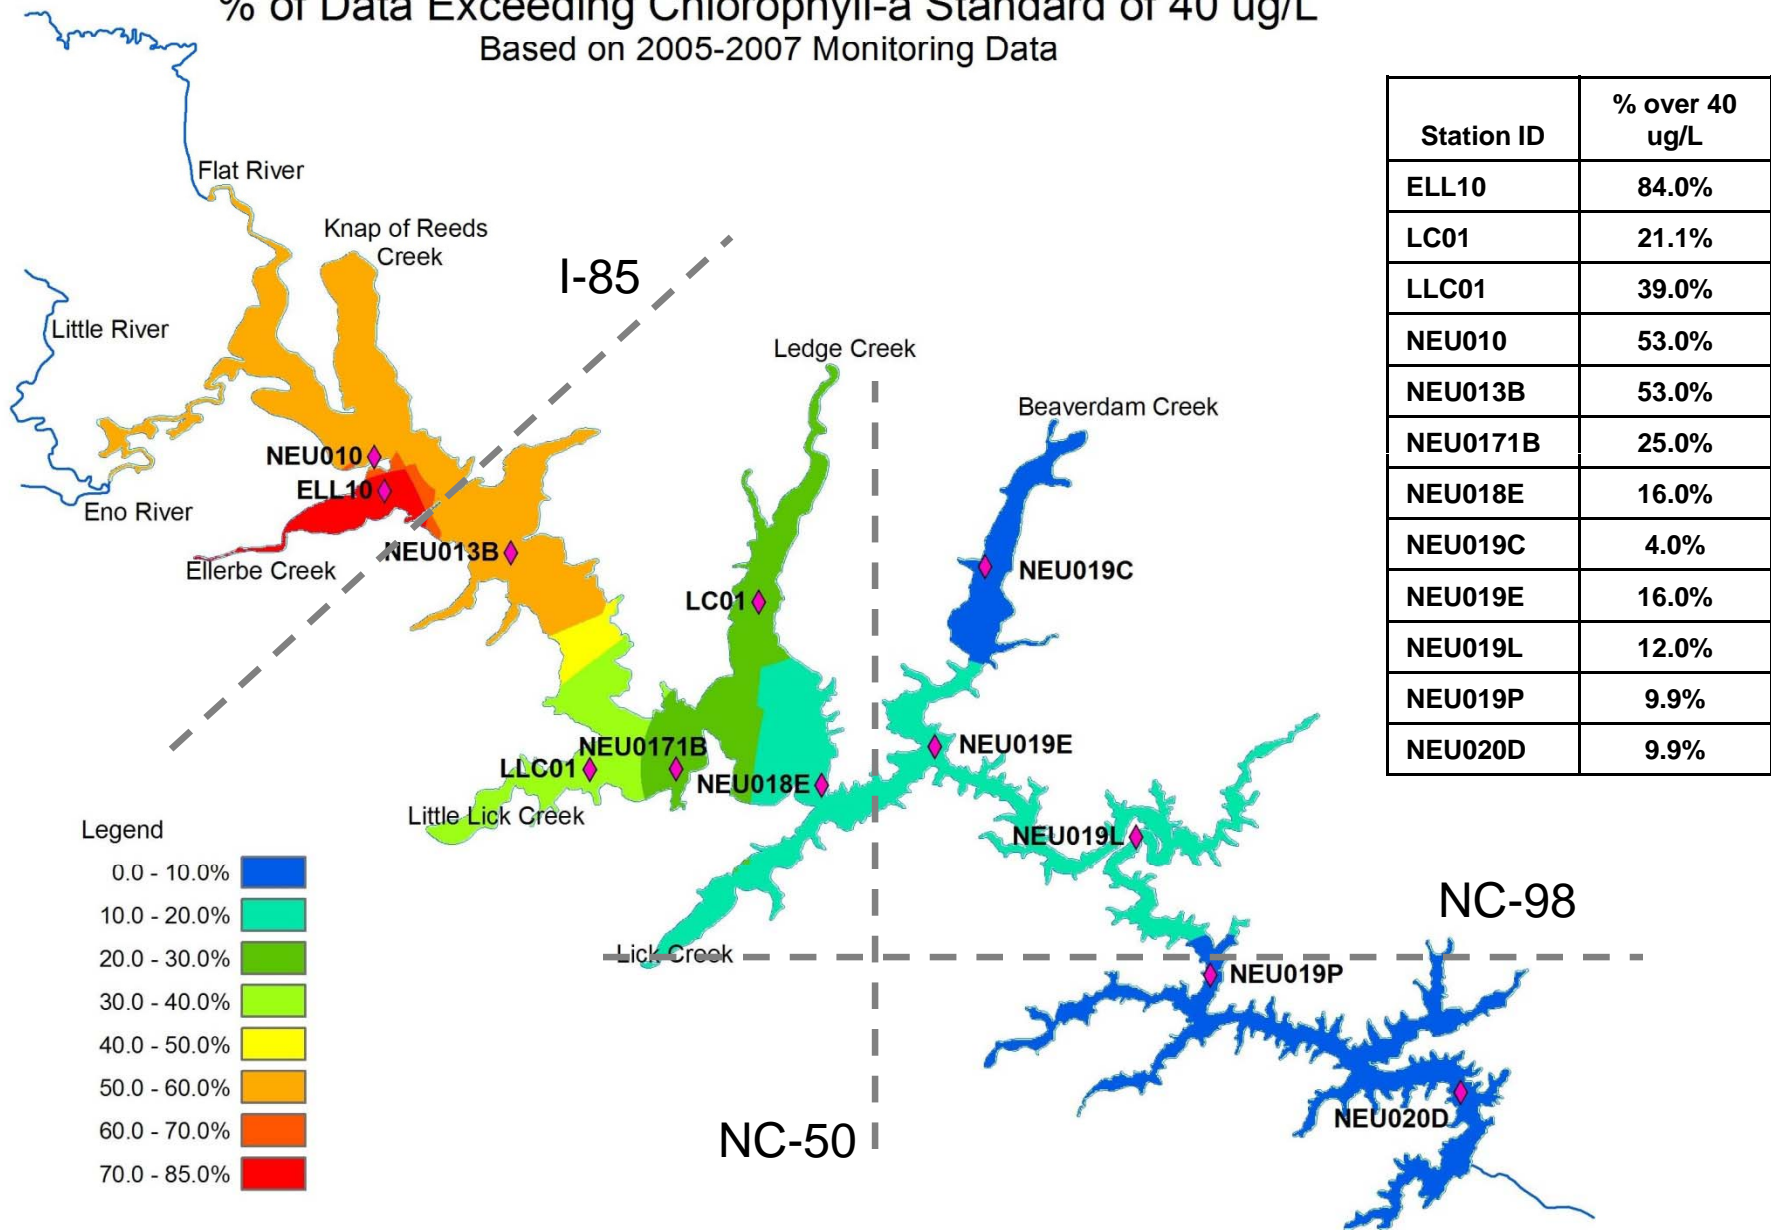 % of Data Exceeding Chlorophyll-a Standard of 40 ug/L
Based on 2005-2007 Monitoring Data
Flat River
Knap of Reeds
Creek
I-85
Little River
Ledge Creek
Beaverdam Creek
NEU010
ELL10
Eno River
NEU013B
Ellerbe Creek
NEU019C
LC01
NEU0171B
NEU019E
LLC01
NEU018E
Little Lick Creek
NEU019L
Lick Creek
NC-98
NEU019P
NEU020D
NC-50
Legend
0.0 - 10.0%
10.0 - 20.0%
20.0 - 30.0%
30.0 - 40.0%
40.0 - 50.0%
50.0 - 60.0%
60.0 - 70.0%
70.0 - 85.0%
Station ID % over 40 ug/L
ELL10 84.0%
LC01 21.1%
LLC01 39.0%
NEU010 53.0%
NEU013B 53.0%
NEU0171B 25.0%
NEU018E 16.0%
NEU019C 4.0%
NEU019E 16.0%
NEU019L 12.0%
NEU019P 9.9%
NEU020D 9.9%